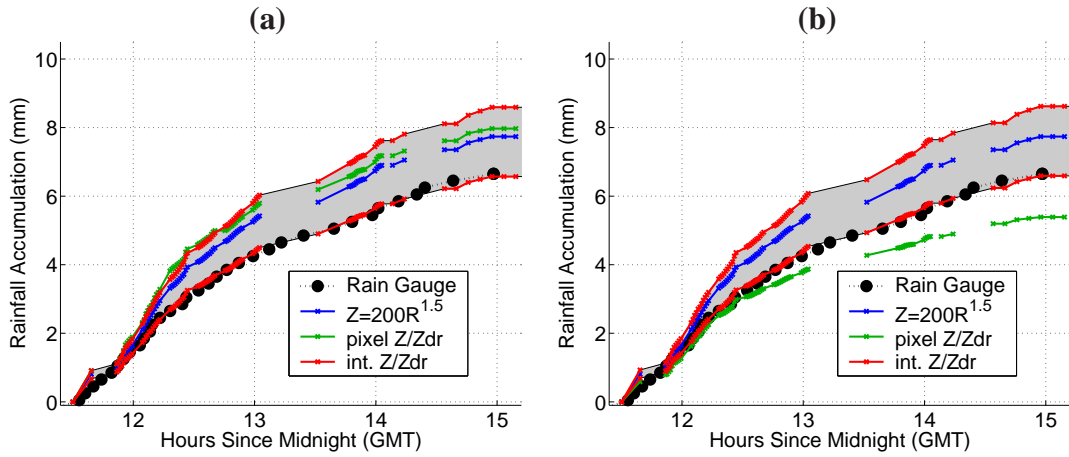 (a)
Rainfall Accumulation (mm)
10
8
6
4
2
0
12
13
14
15
Hours Since Midnight (GMT)
Rain Gauge
Z=200R^1.5
pixel Z/Zdr
int. Z/Zdr
(b)
Rainfall Accumulation (mm)
10
8
6
4
2
0
12
13
14
15
Hours Since Midnight (GMT)
Rain Gauge
Z=200R^1.5
pixel Z/Zdr
int. Z/Zdr